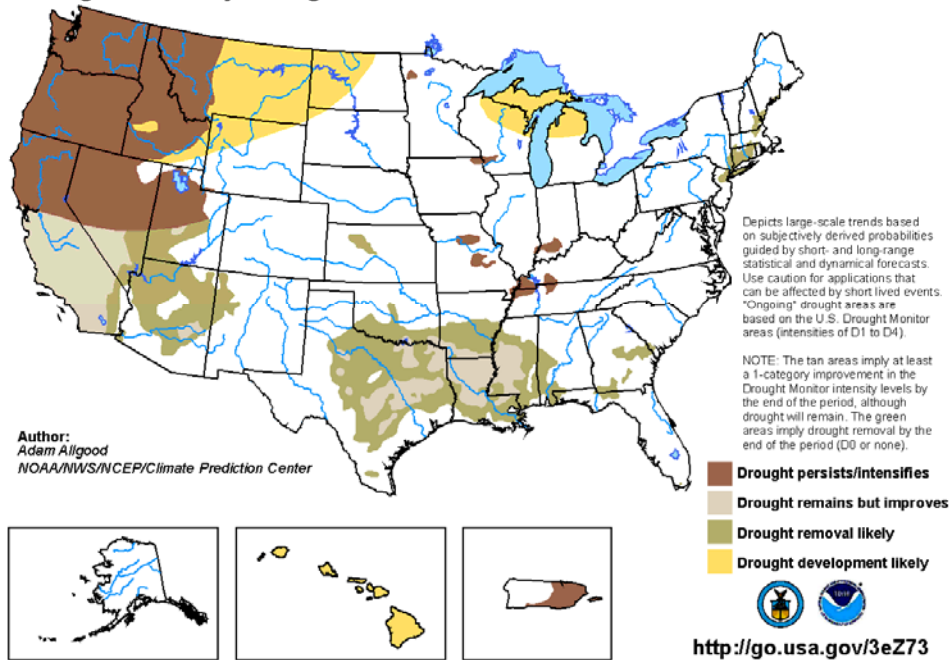 Depicts large-scale trends based
on subjectively derived probabilities
guided by short- and long-range
statistical and dynamical forecasts.
Use caution for applications that
can be affected by short lived events.
"Ongoing" drought areas are
based on the U.S. Drought Monitor
areas (intensities of D1 to D4).
NOTE: The tan areas imply at least
a 1-category improvement in the
Drought Monitor intensity levels by
the end of the period, although
drought will remain. The green
areas imply drought removal by the
end of the period (D0 or none).
Author:
Adam Allgood
NOAA/NWS/NCEP/Climate Prediction Center
Drought persists/intensifies
Drought remains but improves
Drought removal likely
Drought development likely
http://go.usa.gov/3eZ73